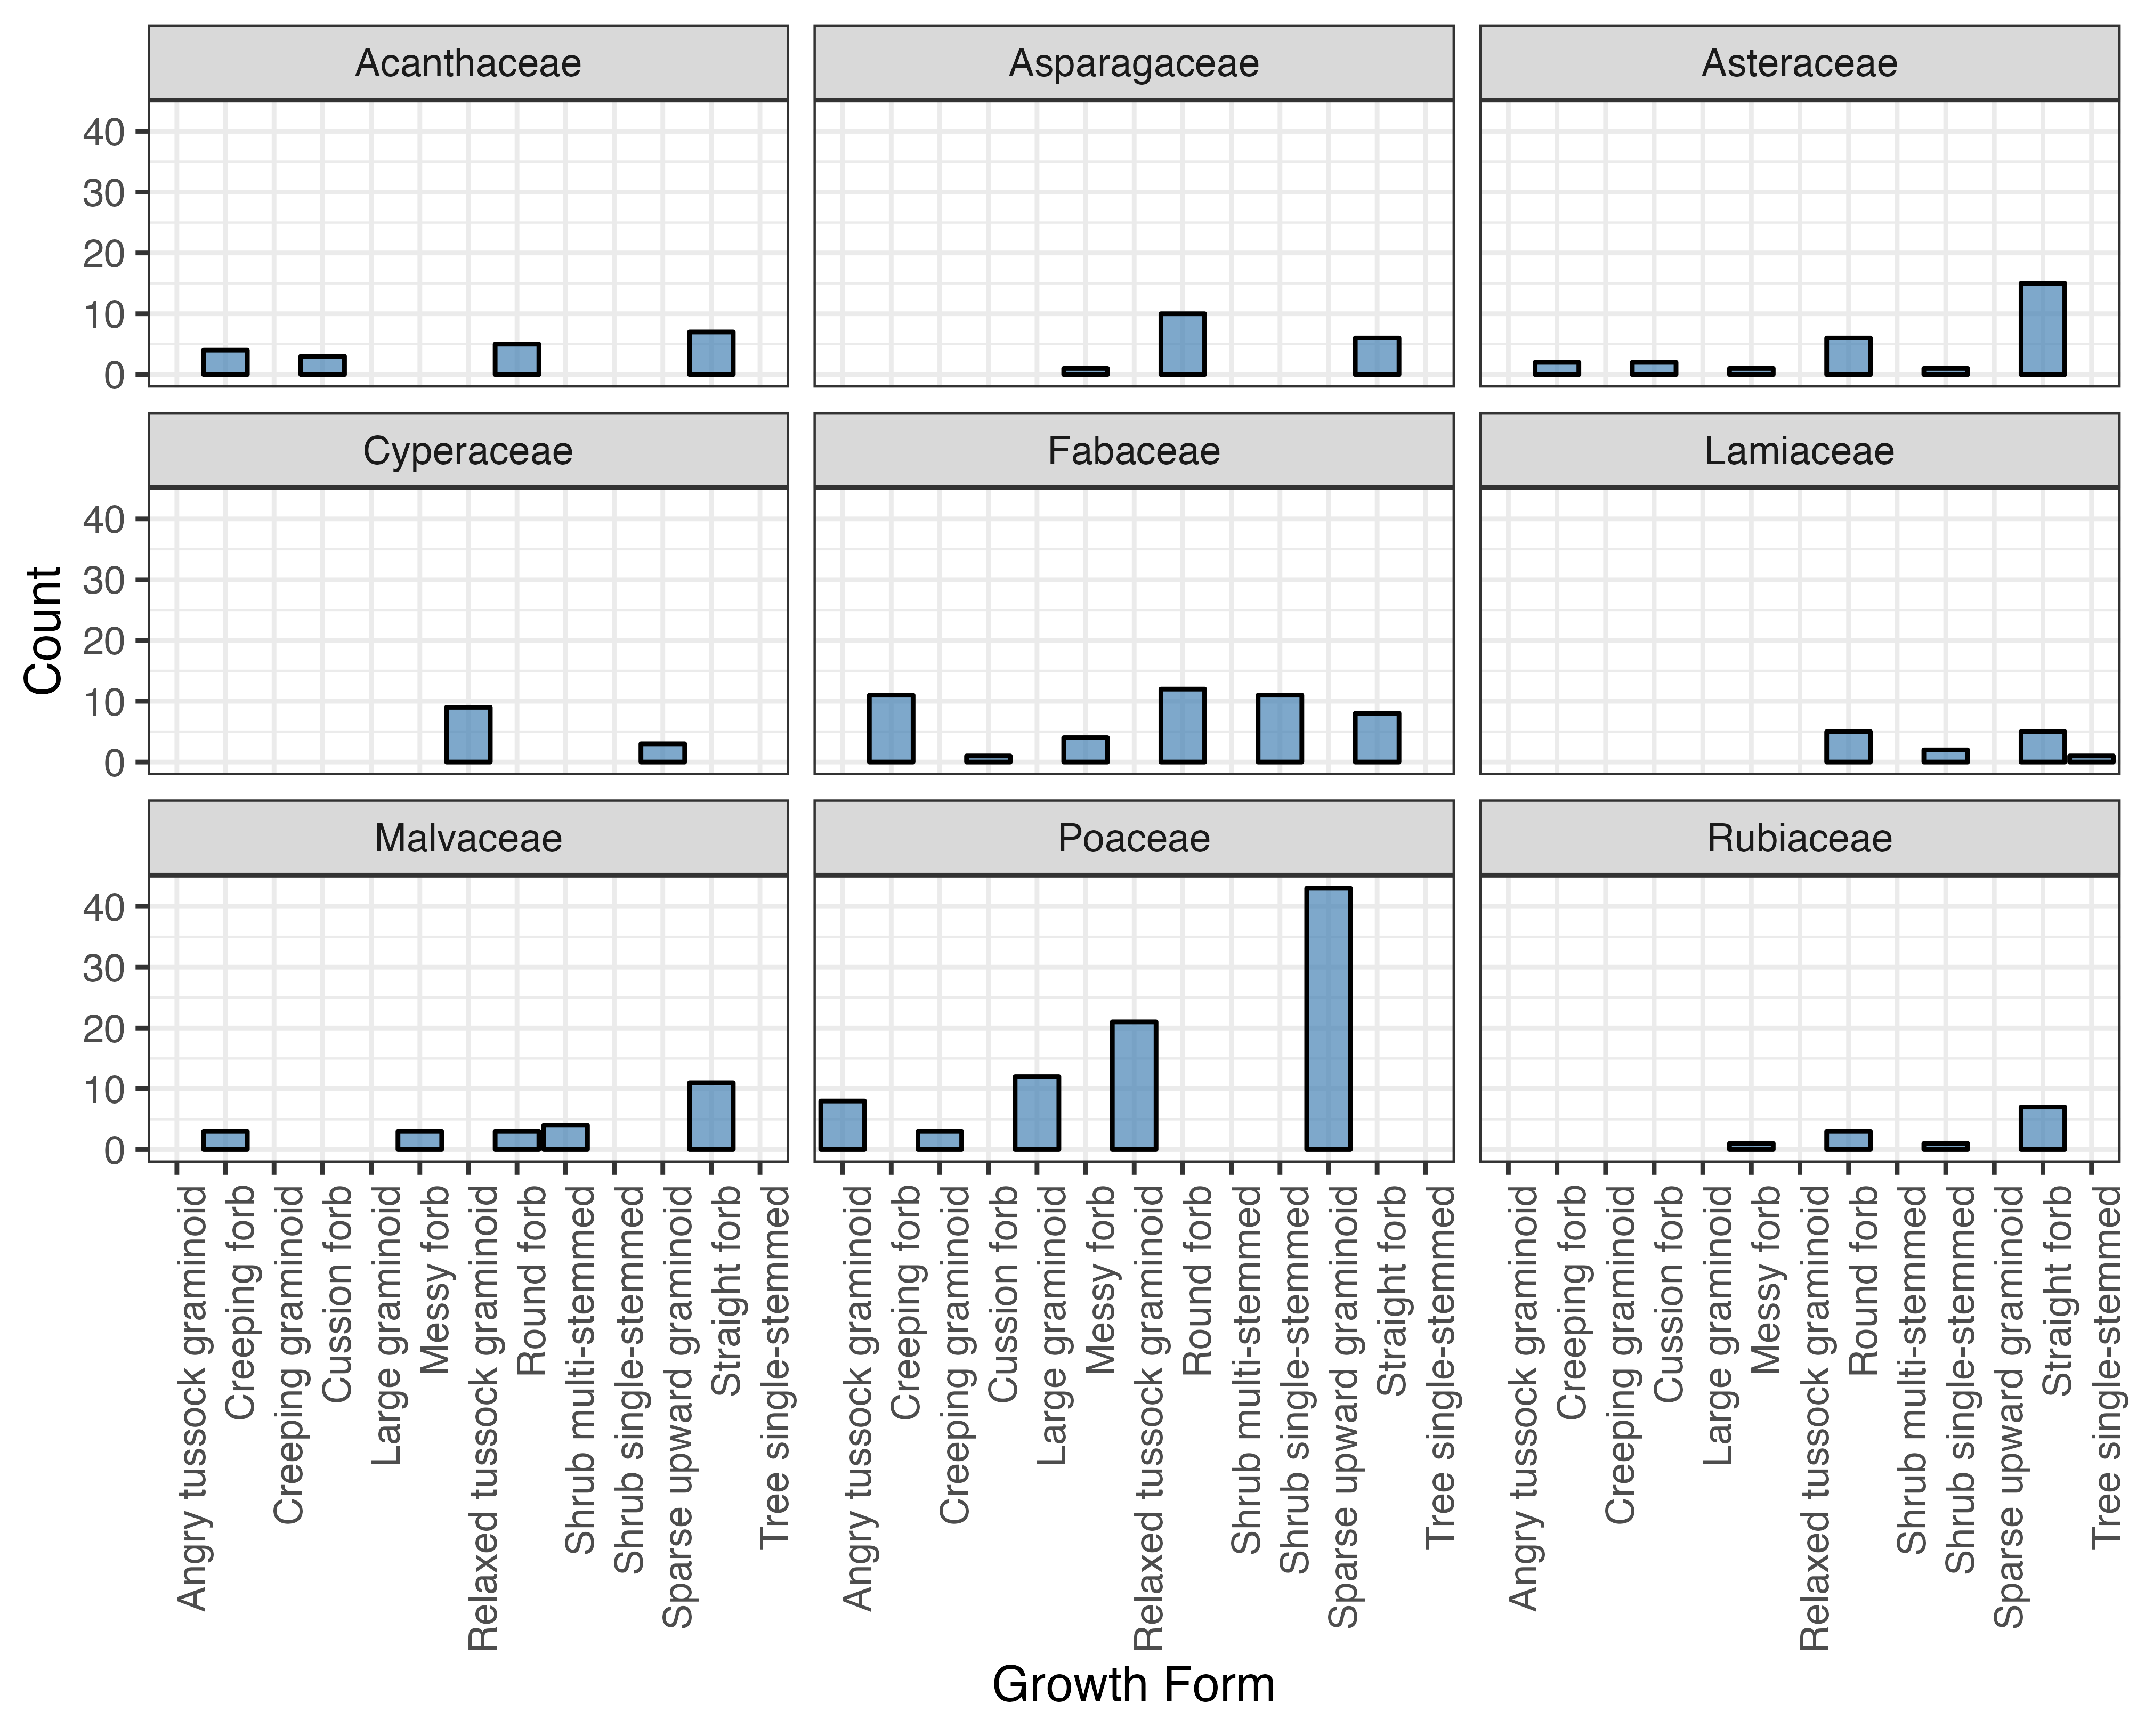 Acanthaceae Asparagaceae Asteraceae
40
30
20
10
0
Cyperaceae Fabaceae Lamiaceae
40
30
20
10
0
Count
Malvaceae Poaceae Rubiaceae
40
30
20
10
0
Angry tussock graminoid
Creeping forb
Creeping graminoid
Cussion forb
Large graminoid
Messy forb
Relaxed tussock graminoid
Round forb
Shrub multi-stemmed
Shrub single-stemmed
Sparse upward graminoid
Straight forb
Tree single-stemmed
Angry tussock graminoid
Creeping forb
Creeping graminoid
Cussion forb
Large graminoid
Messy forb
Relaxed tussock graminoid
Round forb
Shrub multi-stemmed
Shrub single-stemmed
Sparse upward graminoid
Straight forb
Tree single-stemmed
Angry tussock graminoid
Creeping forb
Creeping graminoid
Cussion forb
Large graminoid
Messy forb
Relaxed tussock graminoid
Round forb
Shrub multi-stemmed
Shrub single-stemmed
Sparse upward graminoid
Straight forb
Tree single-stemmed
Growth Form